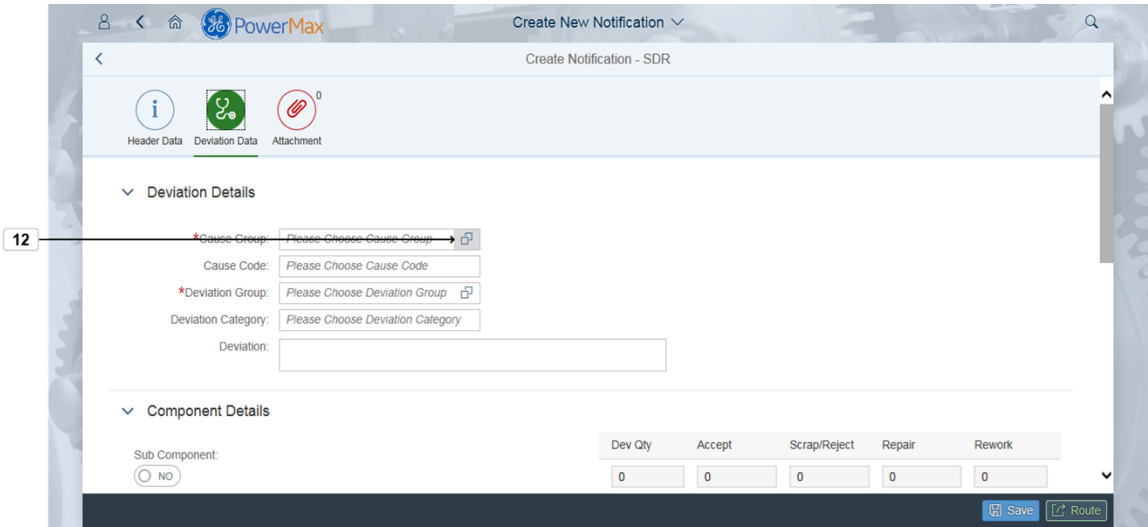 PowerMax
Create New Notification
Create Notification - SDR
0
Header Data Deviation Data Attachment
Deviation Details
12
*Cause Group: Please Choose Cause Group
Cause Code: Please Choose Cause Code
*Deviation Group: Please Choose Deviation Group
Deviation Category: Please Choose Deviation Category
Deviation:
Component Details
Dev Qty Accept Scrap/Reject Repair Rework
Sub Component:
NO
0 0 0 0 0
Save Route